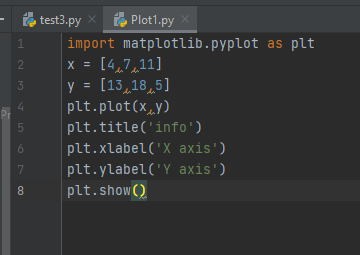 test3.py
Plot1.py
1 import matplotlib.pyplot as plt
2 x = [4,7,11]
3 y = [13,18,5]
4 plt.plot(x,y)
5 plt.title('info')
6 plt.xlabel('X axis')
7 plt.ylabel('Y axis')
8 plt.show()